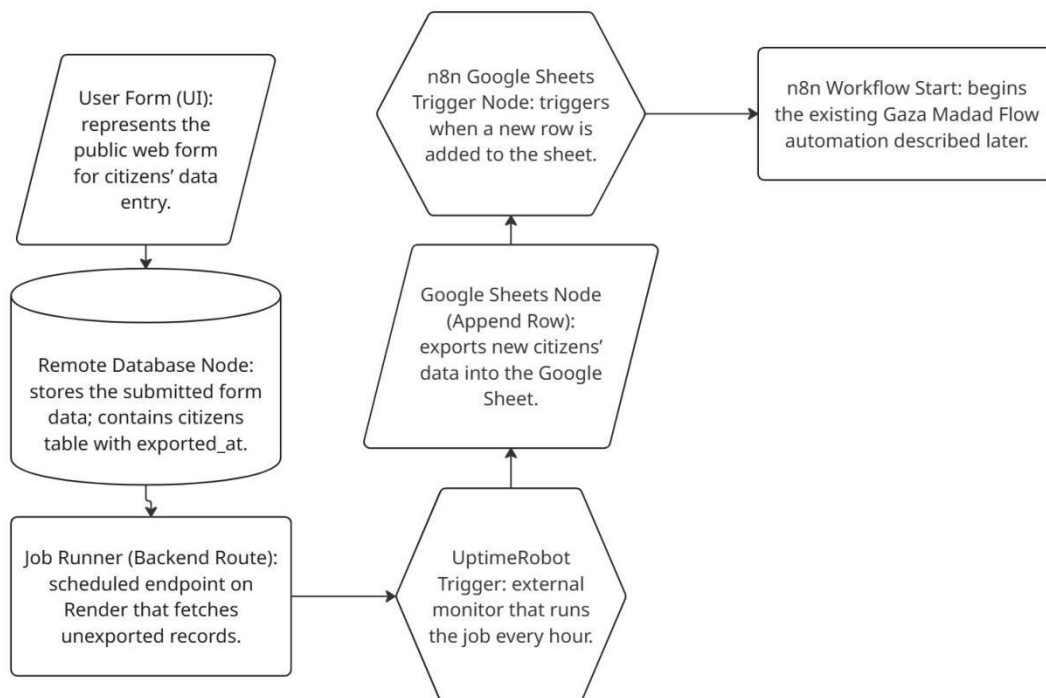 User Form (UI):
represents the
public web form
for citizens’ data
entry.
Remote Database Node:
stores the submitted form
data; contains citizens
table with exported_at.
Job Runner (Backend Route):
scheduled endpoint on
Render that fetches
unexported records.
UptimeRobot
Trigger: external
monitor that runs
the job every hour.
Google Sheets Node
(Append Row):
exports new citizens’
data into the Google
Sheet.
n8n Google Sheets
Trigger Node: triggers
when a new row is
added to the sheet.
n8n Workflow Start: begins
the existing Gaza Madad Flow
automation described later.